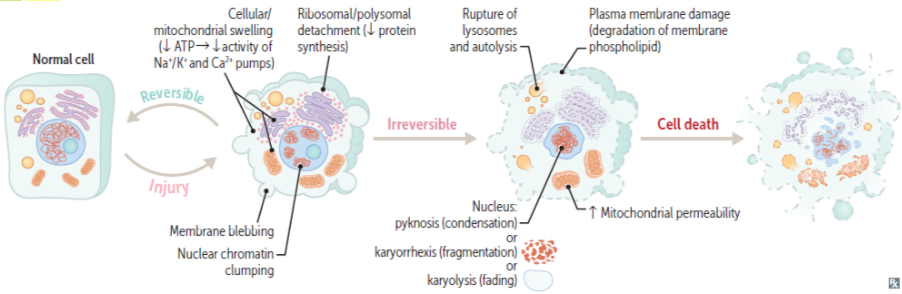 Normal cell
Reversible
Injury
Cellular/
mitochondrial swelling
(↓ ATP → ↓ activity of
Na⁺/K⁺ and Ca²⁺ pumps)
Ribosomal/polysomal
detachment (↓ protein
synthesis)
Membrane blebbing
Nuclear chromatin
clumping
Irreversible
Rupture of
lysosomes
and autolysis
Plasma membrane damage
(degradation of membrane
phospholipid)
Nucleus:
pyknosis (condensation)
or
karyorrhexis (fragmentation)
or
karyolysis (fading)
↑ Mitochondrial permeability
Cell death